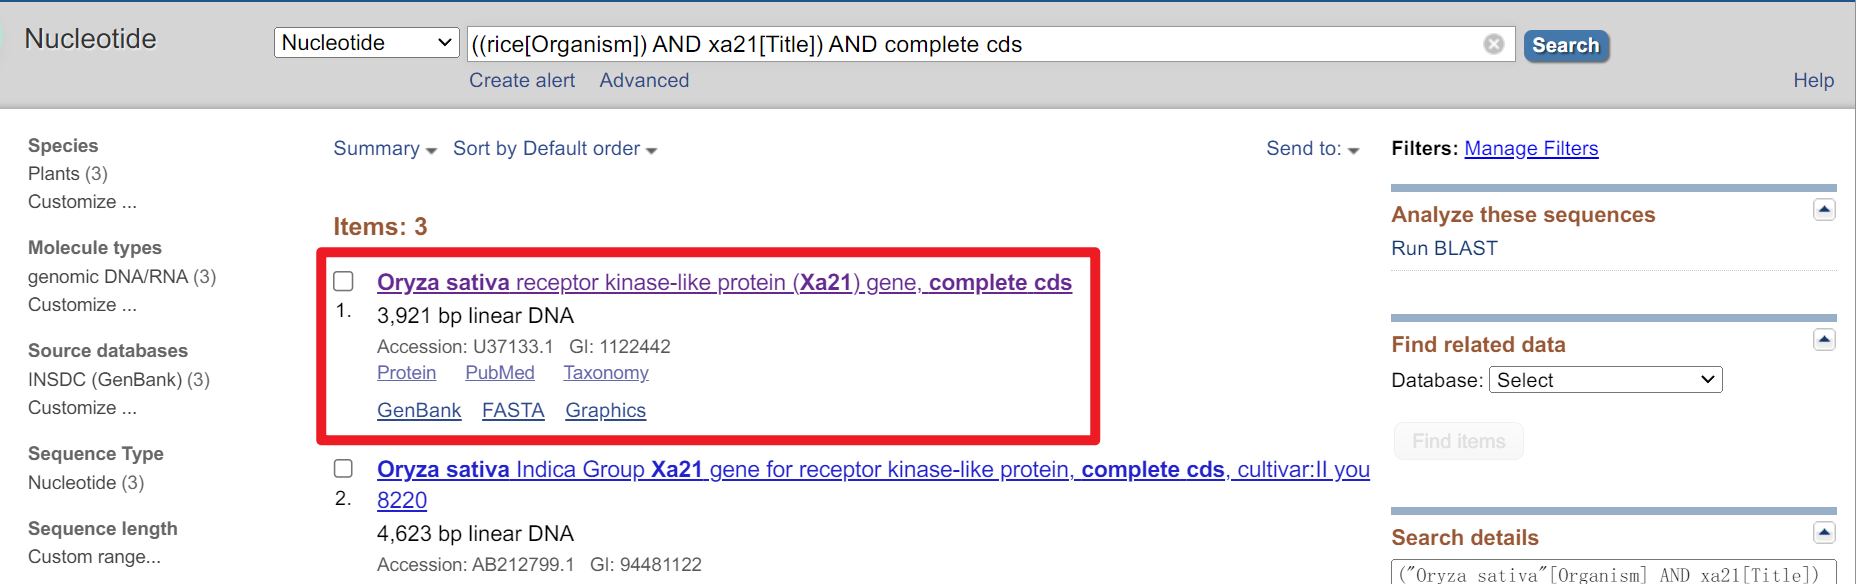 Nucleotide
Nucleotide
((rice[Organism]) AND xa21[Title]) AND complete cds
Search
Create alert Advanced
Help
Species
Plants (3)
Customize ...
Molecule types
genomic DNA/RNA (3)
Customize ...
Source databases
INSDC (GenBank) (3)
Customize ...
Sequence Type
Nucleotide (3)
Sequence length
Custom range...
Summary Sort by Default order
Send to:
Items: 3
Oryza sativa receptor kinase-like protein (Xa21) gene, complete cds
1. 3,921 bp linear DNA
Accession: U37133.1 GI: 1122442
Protein PubMed Taxonomy
GenBank FASTA Graphics
Oryza sativa Indica Group Xa21 gene for receptor kinase-like protein, complete cds, cultivar:II you
2. 8220
4,623 bp linear DNA
Accession: AB212799.1 GI: 94481122
Filters: Manage Filters
Analyze these sequences
Run BLAST
Find related data
Database: Select
Find items
Search details
("Oryza sativa"[Organism] AND xa21[Title])